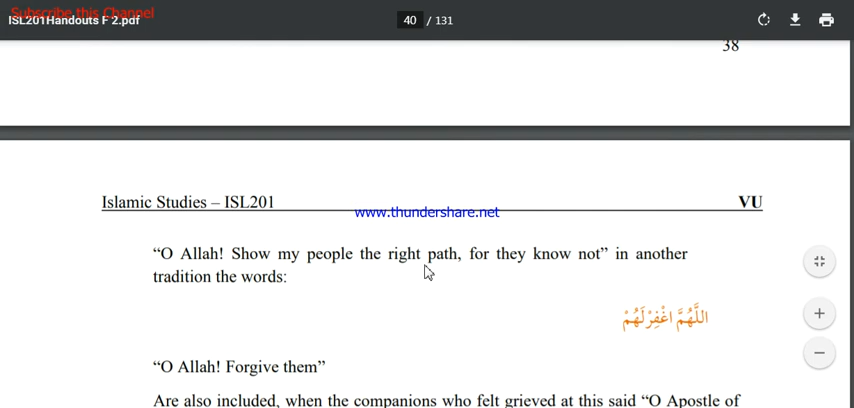 Subscribe this Channel
ISL201Handouts F 2.pdf 40 / 131
38
Islamic Studies – ISL201 VU
www.thundershare.net
“O Allah! Show my people the right path, for they know not” in another
tradition the words:
اللَّهُمَّ اغْفِرْلَهُمْ
“O Allah! Forgive them”
Are also included, when the companions who felt grieved at this said “O Apostle of